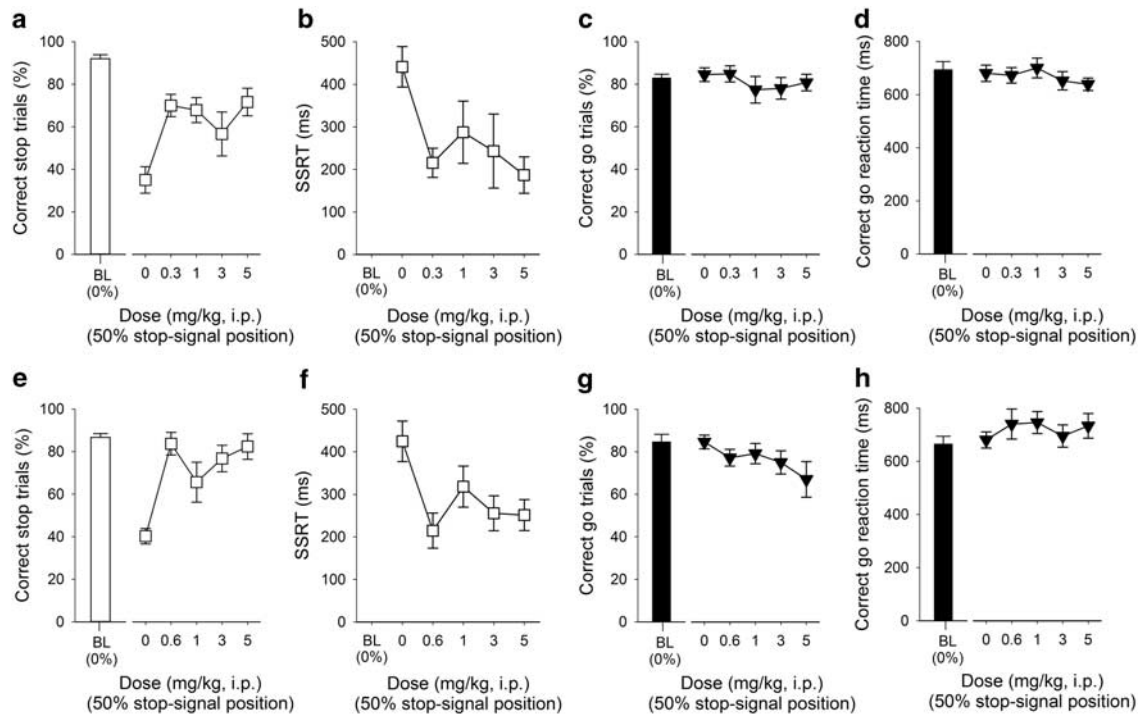 a
Correct stop trials (%)
100
80
60
40
20
0
BL
(0%)
0 0.3 1 3 5
Dose (mg/kg, i.p.)
(50% stop-signal position)
b
SSRT (ms)
500
400
300
200
100
0
BL
(0%)
0 0.3 1 3 5
Dose (mg/kg, i.p.)
(50% stop-signal position)
c
Correct go trials (%)
100
80
60
40
20
0
BL
(0%)
0 0.3 1 3 5
Dose (mg/kg, i.p.)
(50% stop-signal position)
d
Correct go reaction time (ms)
800
600
400
200
0
BL
(0%)
0 0.3 1 3 5
Dose (mg/kg, i.p.)
(50% stop-signal position)
e
Correct stop trials (%)
100
80
60
40
20
0
BL
(0%)
0 0.6 1 3 5
Dose (mg/kg, i.p.)
(50% stop-signal position)
f
SSRT (ms)
500
400
300
200
100
0
BL
(0%)
0 0.6 1 3 5
Dose (mg/kg, i.p.)
(50% stop-signal position)
g
Correct go trials (%)
100
80
60
40
20
0
BL
(0%)
0 0.6 1 3 5
Dose (mg/kg, i.p.)
(50% stop-signal position)
h
Correct go reaction time (ms)
800
600
400
200
0
BL
(0%)
0 0.6 1 3 5
Dose (mg/kg, i.p.)
(50% stop-signal position)